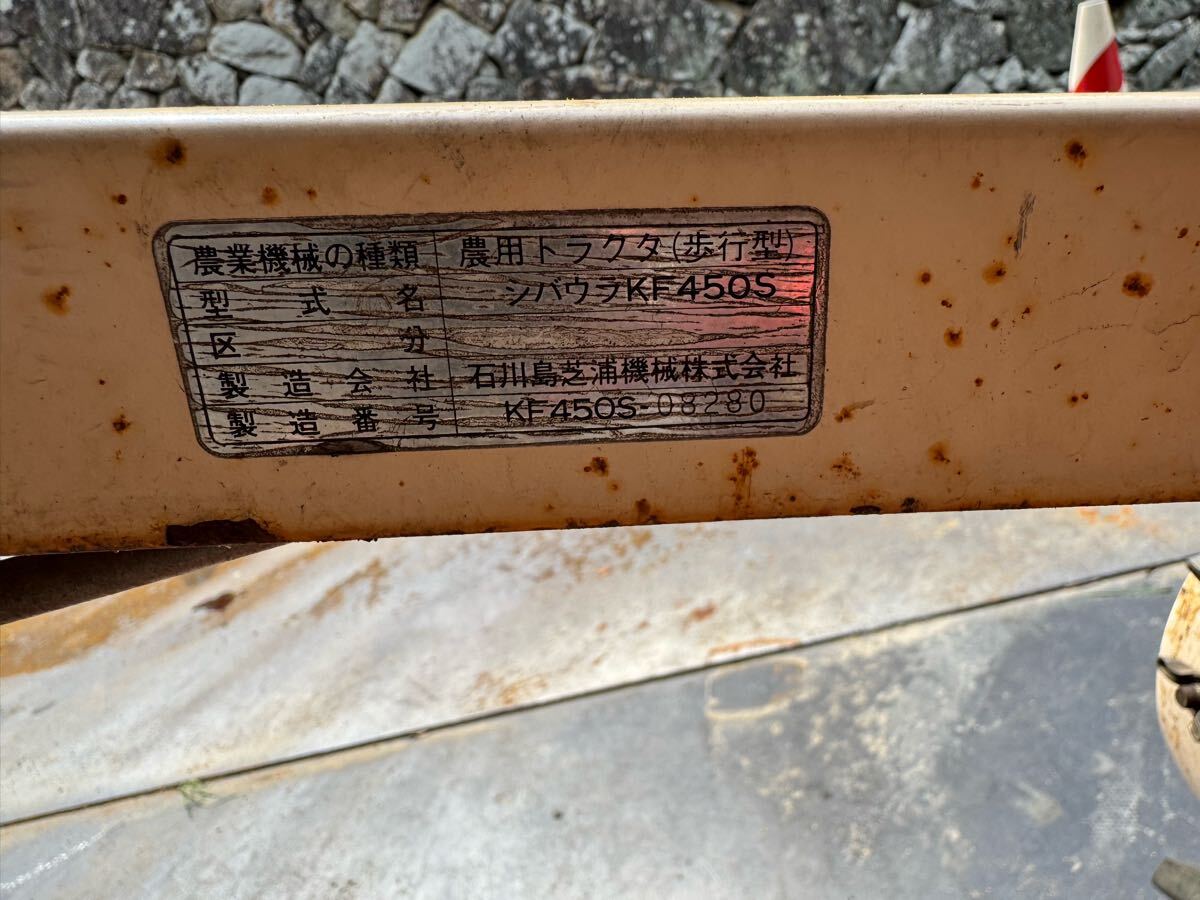 農業機械の種類 農用トラクタ(歩行型)
型式名 シバウラKF450S
区分
製造会社 石川島芝浦機械株式会社
製造番号 KF450S-08280